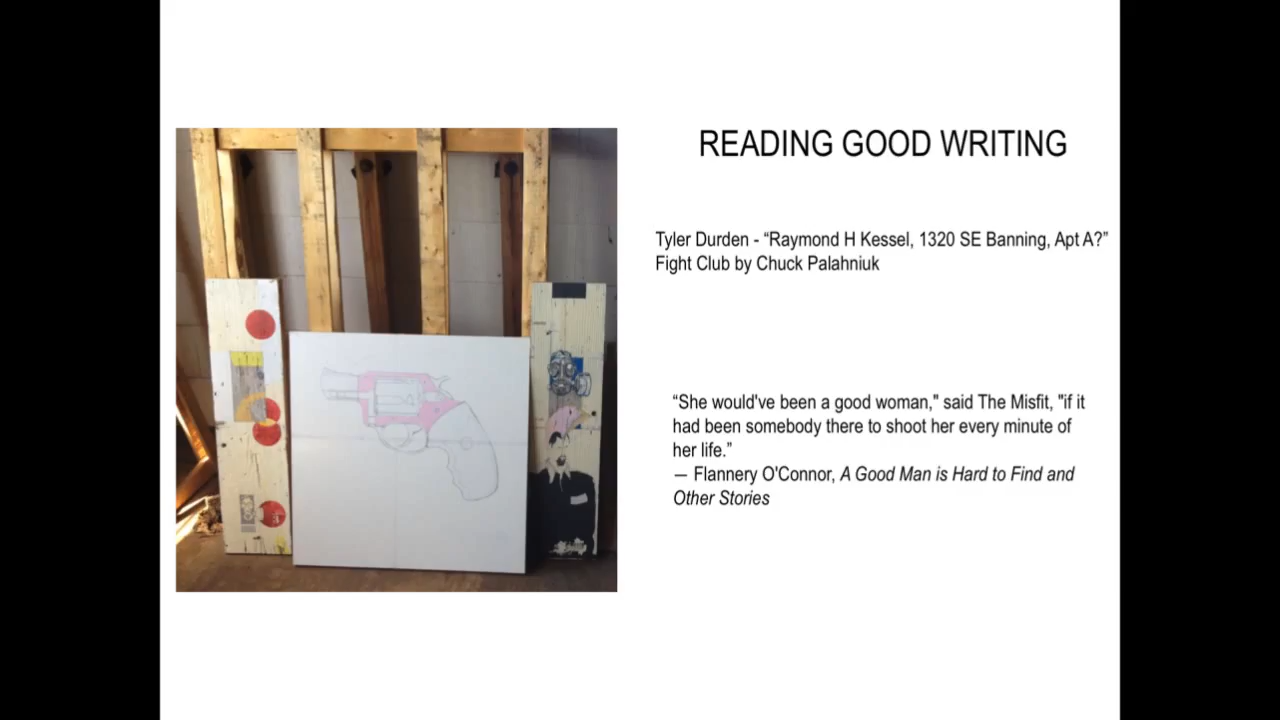 READING GOOD WRITING
Tyler Durden - “Raymond H Kessel, 1320 SE Banning, Apt A?”
Fight Club by Chuck Palahniuk
“She would've been a good woman," said The Misfit, "if it
had been somebody there to shoot her every minute of
her life.”
— Flannery O'Connor, A Good Man is Hard to Find and
Other Stories